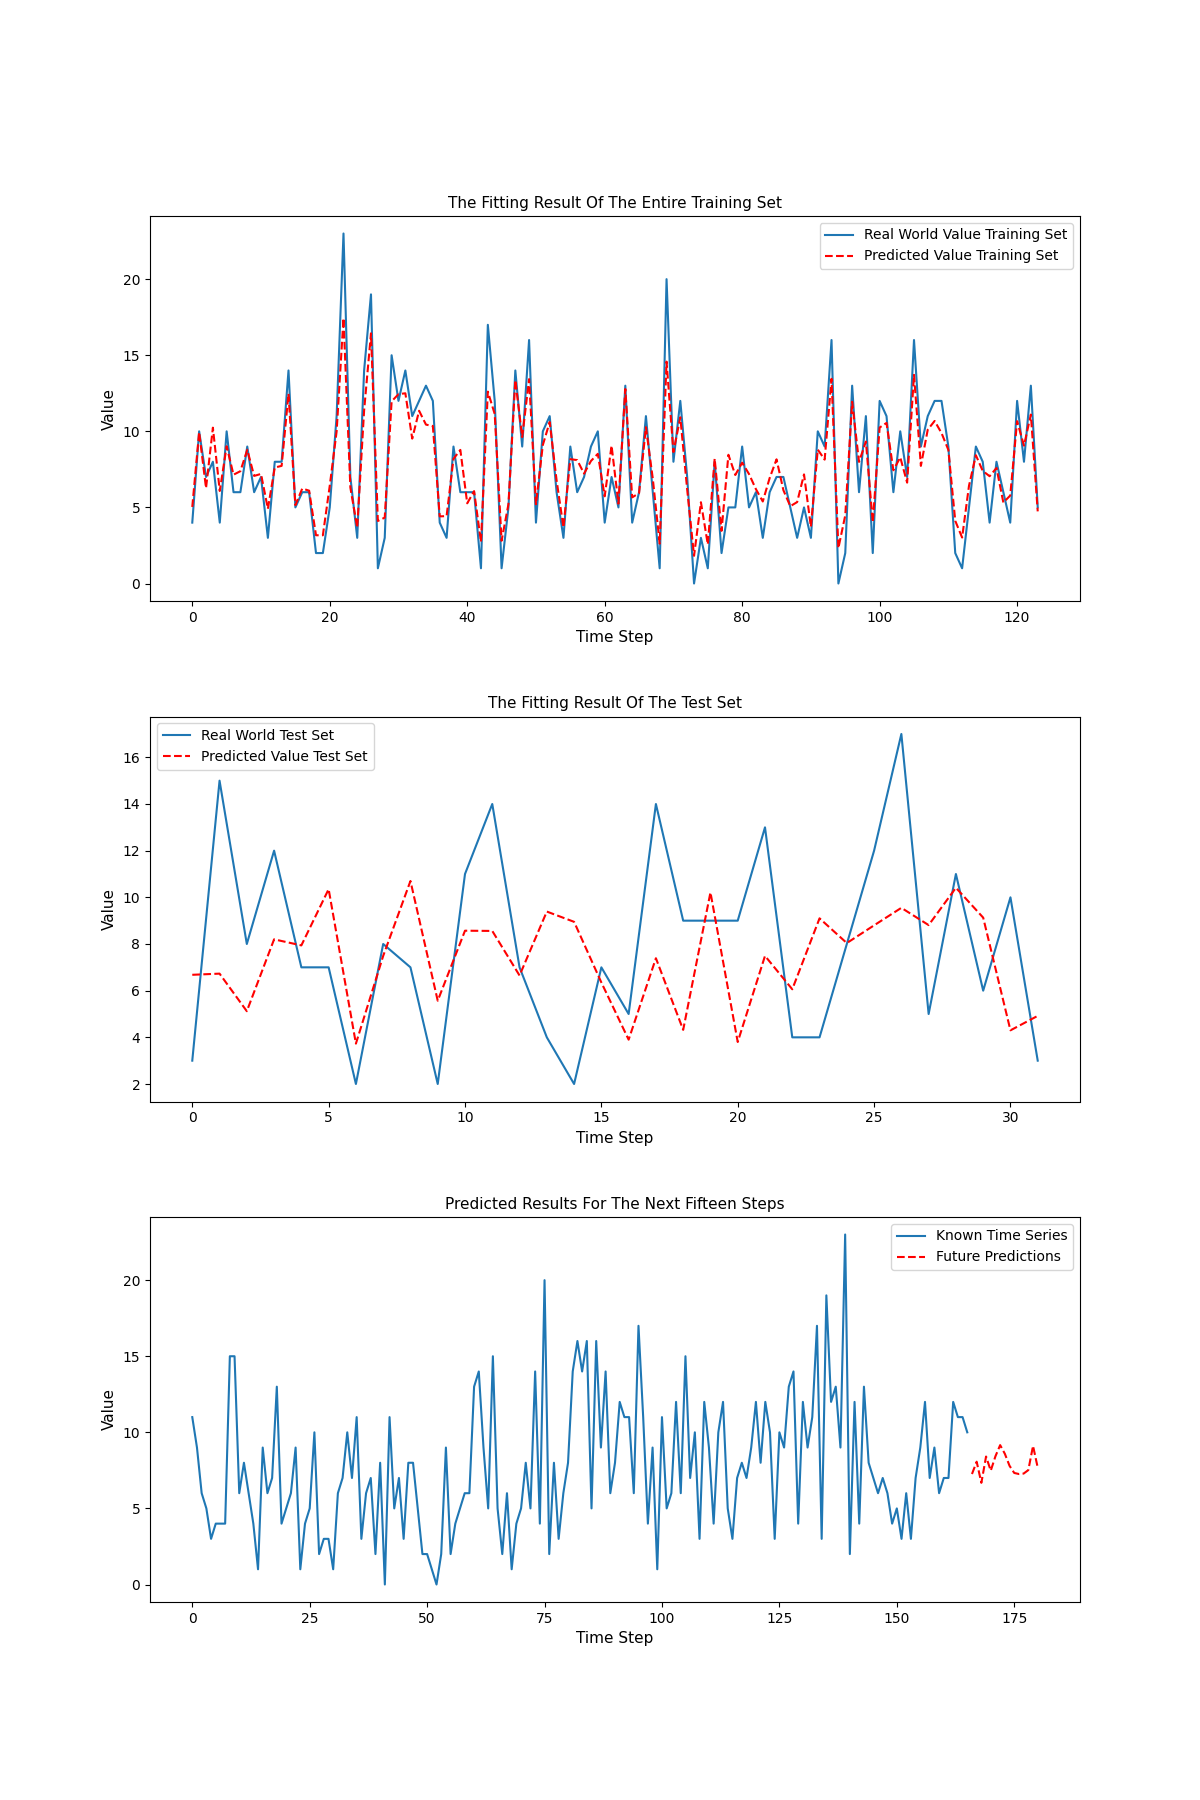 The Fitting Result Of The Entire Training Set
Real World Value Training Set
Predicted Value Training Set
Value
20
15
10
5
0
0 20 40 60 80 100 120
Time Step
The Fitting Result Of The Test Set
Real World Test Set
Predicted Value Test Set
Value
16
14
12
10
8
6
4
2
0 5 10 15 20 25 30
Time Step
Predicted Results For The Next Fifteen Steps
Known Time Series
Future Predictions
Value
20
15
10
5
0
0 25 50 75 100 125 150 175
Time Step